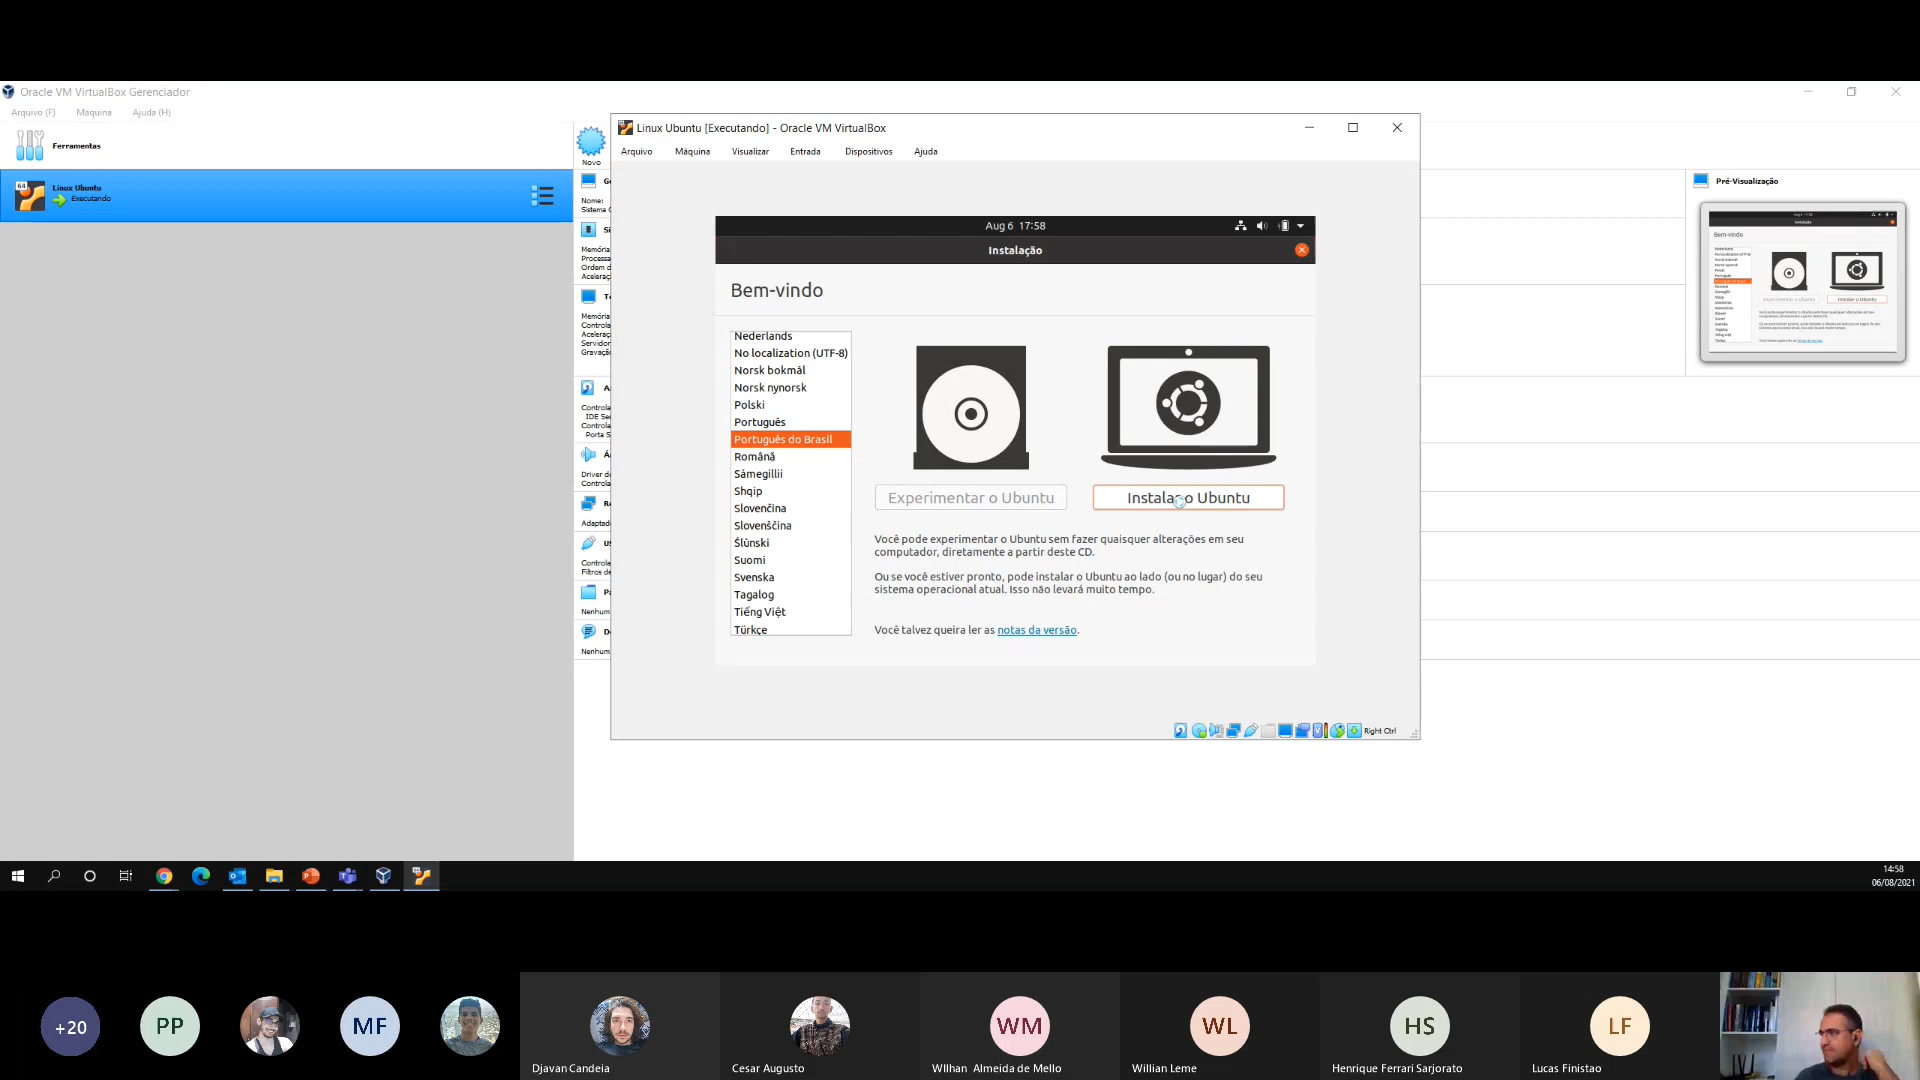 Oracle VM VirtualBox Gerenciador
Arquivo (F) Máquina Ajuda (H)
Ferramentas
64
Linux Ubuntu
Executando
Novo
Nome:
Sistema
Linux Ubuntu [Executando] - Oracle VM VirtualBox
Arquivo Máquina Visualizar Entrada Dispositivos Ajuda
Aug 6 17:58
Instalação
Bem-vindo
Nederlands
No localization (UTF-8)
Norsk bokmål
Norsk nynorsk
Polski
Português
Português do Brasil
Română
Sámegillii
Shqip
Slovenčina
Slovenščina
Ślůnski
Suomi
Svenska
Tagalog
Tiếng Việt
Türkçe
Experimentar o Ubuntu
Instalar o Ubuntu
Você pode experimentar o Ubuntu sem fazer quaisquer alterações em seu
computador, diretamente a partir deste CD.
Ou se você estiver pronto, pode instalar o Ubuntu ao lado (ou no lugar) do seu
sistema operacional atual. Isso não levará muito tempo.
Você talvez queira ler as notas da versão.
Right Ctrl
Pré-Visualização
14:58
06/08/2021
+20
PP
MF
Djavan Candeia
Cesar Augusto
WM
WIlhan Almeida de Mello
WL
Willian Leme
HS
Henrique Ferrari Sarjorato
LF
Lucas Finistao